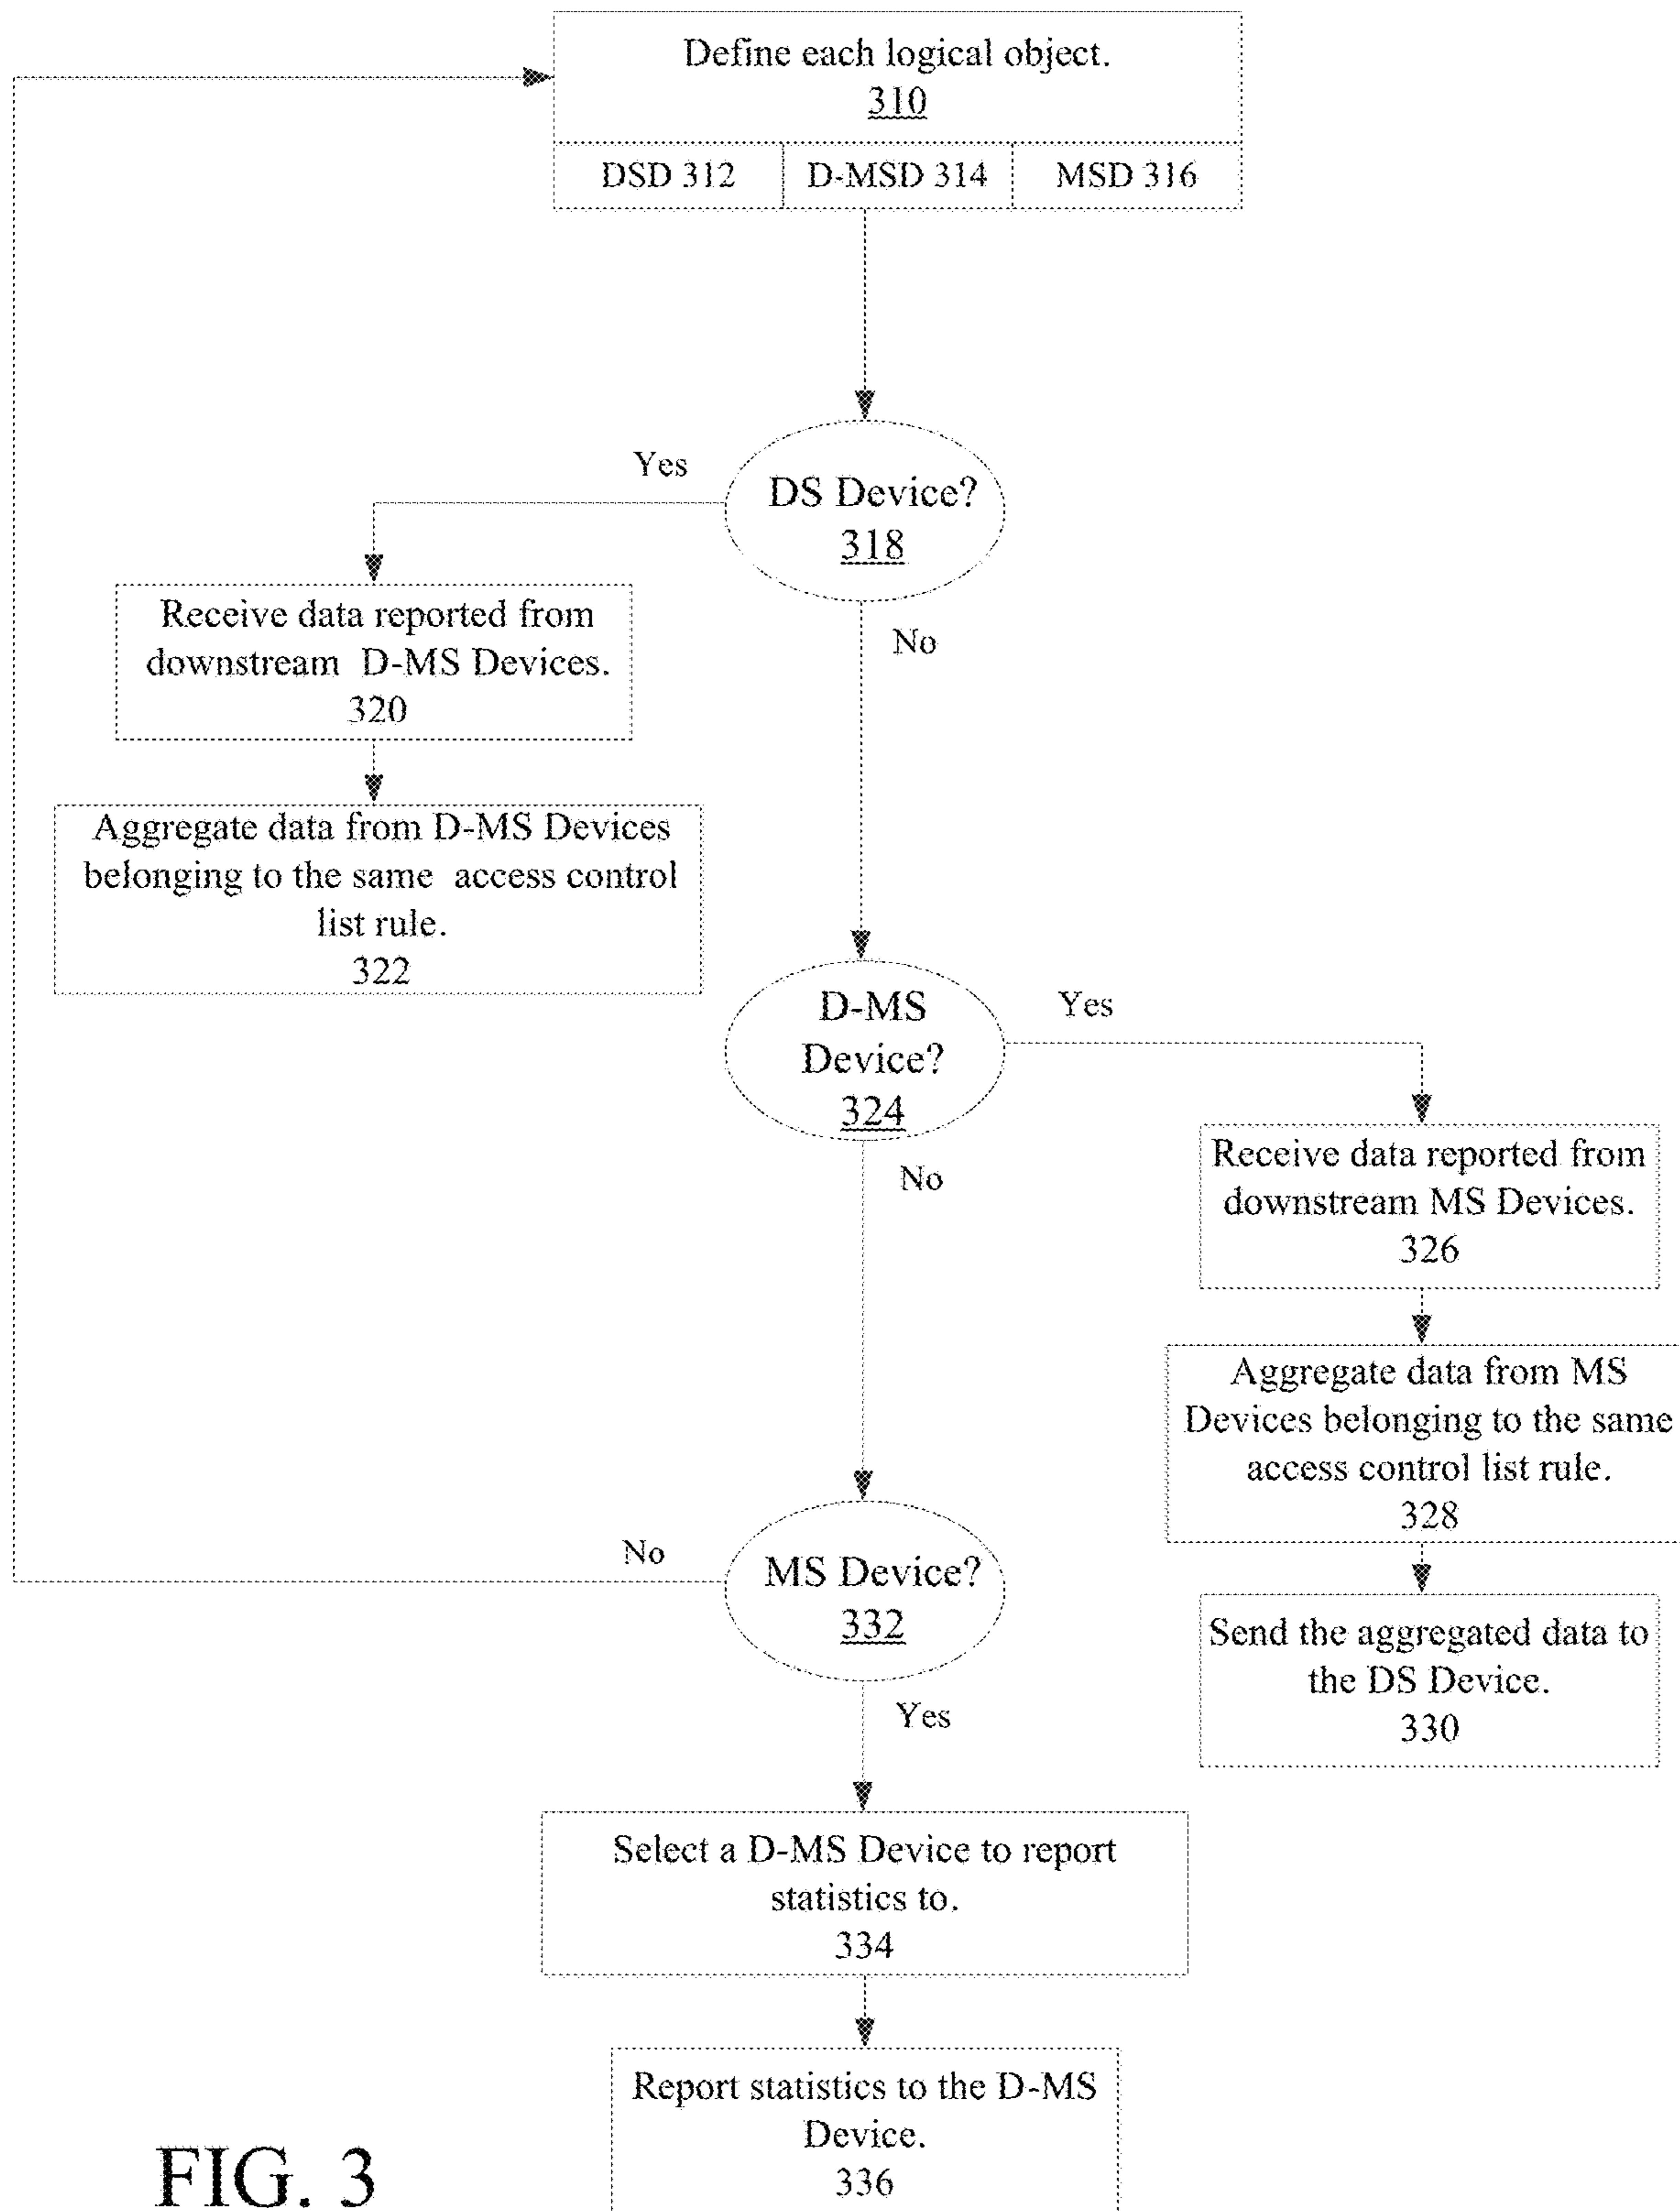 Define each logical object.
310
DSD 312
D-MSD 314
MSD 316
DS Device?
318
Yes
No
Receive data reported from
downstream D-MS Devices.
320
Aggregate data from D-MS Devices
belonging to the same access control
list rule.
322
D-MS
Device?
324
Yes
No
Receive data reported from
downstream MS Devices.
326
Aggregate data from MS
Devices belonging to the same
access control list rule.
328
Send the aggregated data to
the DS Device.
330
MS Device?
332
No
Yes
Select a D-MS Device to report
statistics to.
334
Report statistics to the D-MS
Device.
336
FIG. 3